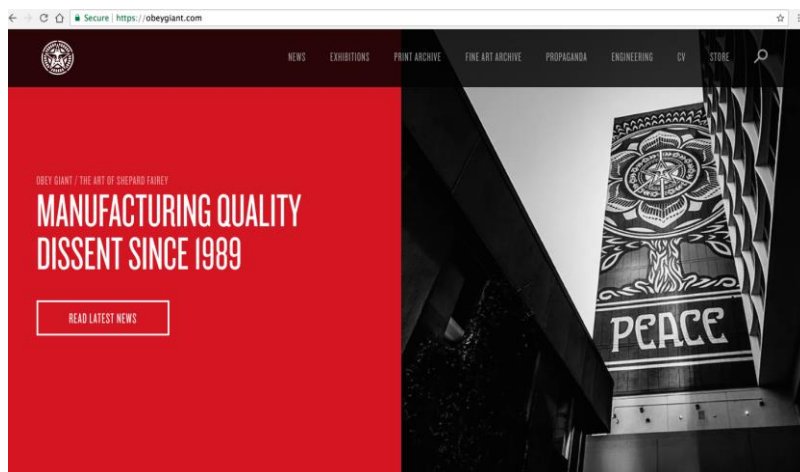 Secure | https://obeygiant.com
NEWS EXHIBITIONS PRINT ARCHIVE FINE ART ARCHIVE PROPAGANDA ENGINEERING CV STORE
OBEY GIANT / THE ART OF SHEPARD FAIREY
MANUFACTURING QUALITY
DISSENT SINCE 1989
READ LATEST NEWS
PEACE